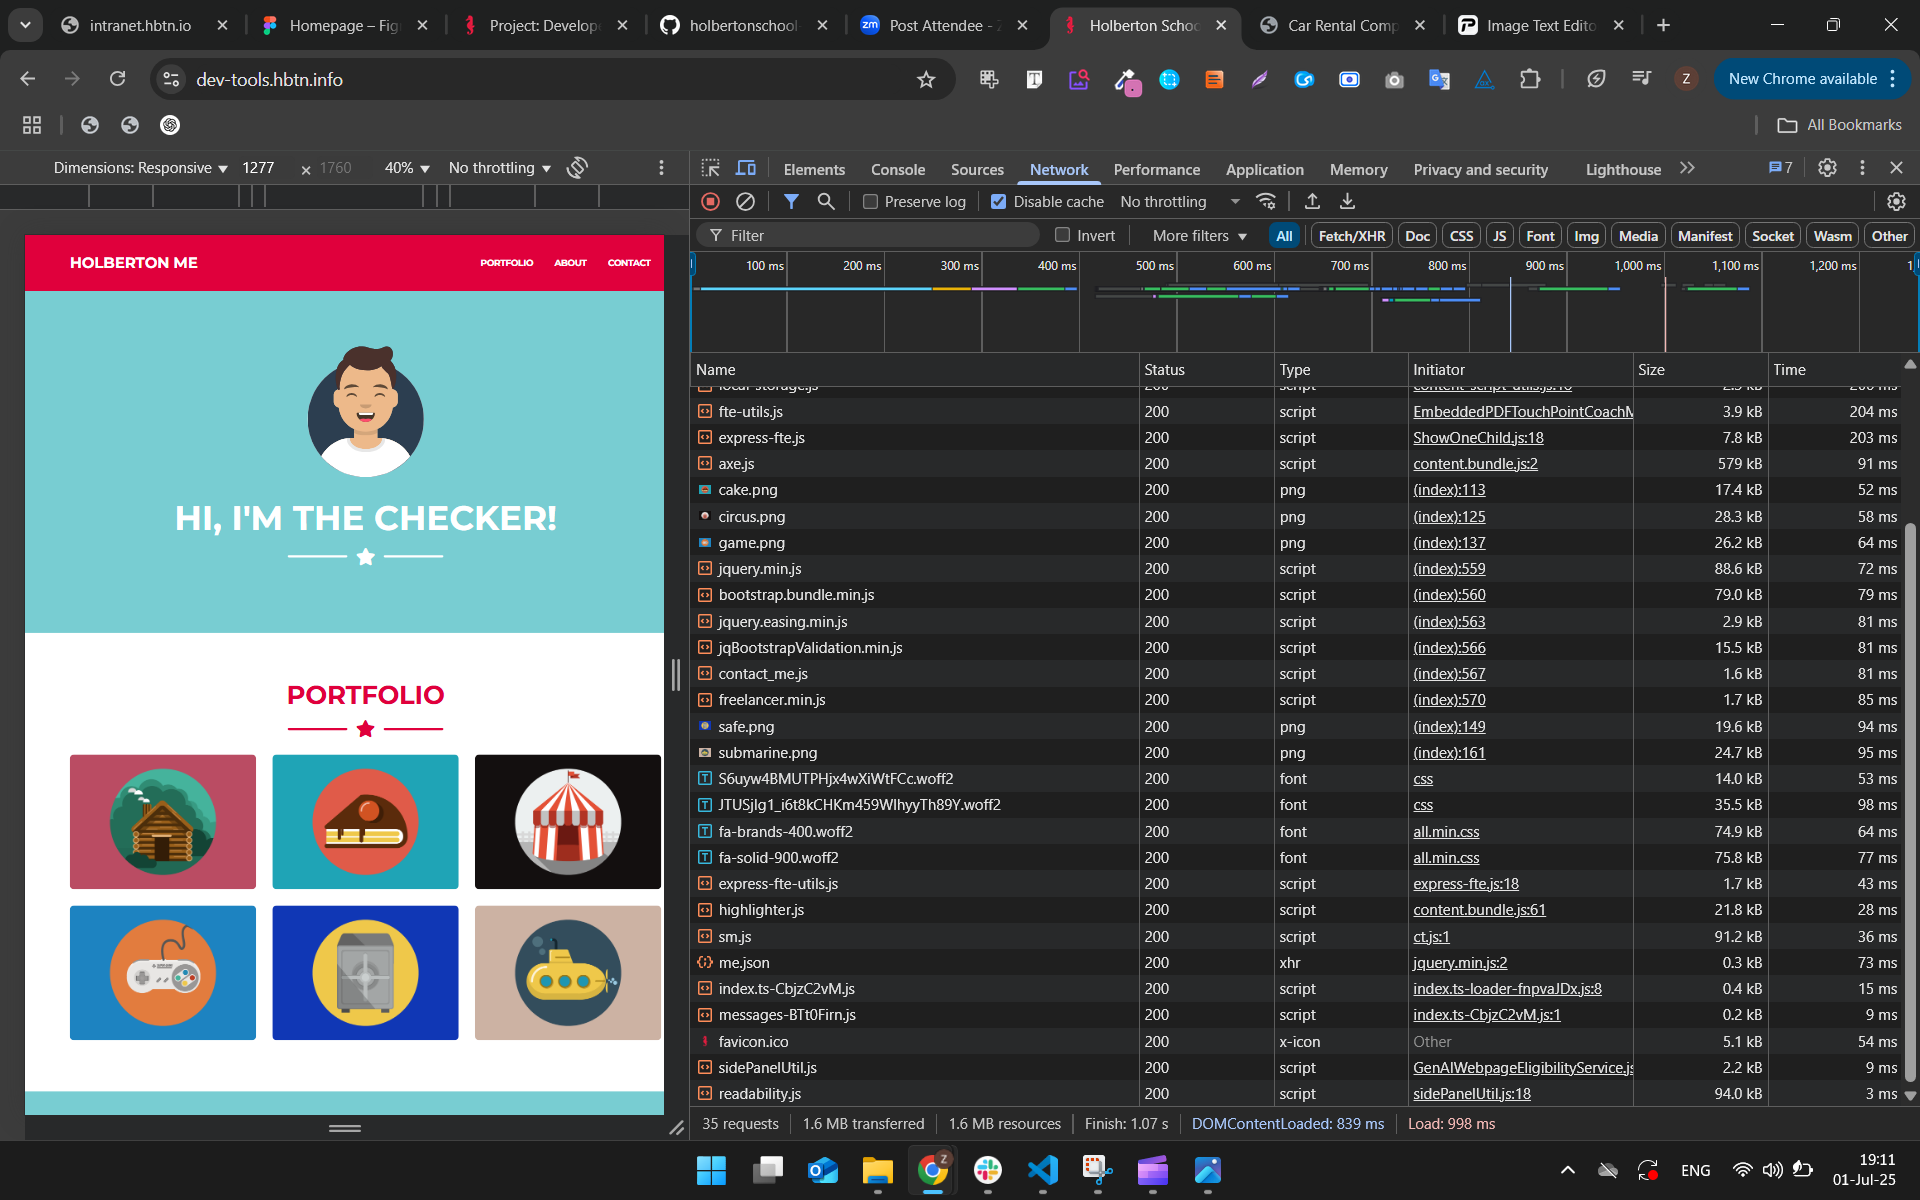 intranet.hbtn.io
Homepage – Fig
Project: Develop
holbertonschool-
Post Attendee -
Holberton Schoo
Car Rental Comp
Image Text Edito
dev-tools.hbtn.info
New Chrome available
All Bookmarks
Dimensions: Responsive 1277 × 1760 40% No throttling
Elements Console Sources Network Performance Application Memory Privacy and security Lighthouse 7
Preserve log Disable cache No throttling
Filter Invert More filters All Fetch/XHR Doc CSS JS Font Img Media Manifest Socket Wasm Other
100 ms 200 ms 300 ms 400 ms 500 ms 600 ms 700 ms 800 ms 900 ms 1,000 ms 1,100 ms 1,200 ms
HOLBERTON ME PORTFOLIO ABOUT CONTACT
HI, I'M THE CHECKER!
PORTFOLIO
Name Status Type Initiator Size Time
local-storage.js 200 script content-script-utils.js:16
fte-utils.js 200 script EmbeddedPDFTouchPointCoachM 3.9 kB 204 ms
express-fte.js 200 script ShowOneChild.js:18 7.8 kB 203 ms
axe.js 200 script content.bundle.js:2 579 kB 91 ms
cake.png 200 png (index):113 17.4 kB 52 ms
circus.png 200 png (index):125 28.3 kB 58 ms
game.png 200 png (index):137 26.2 kB 64 ms
jquery.min.js 200 script (index):559 88.6 kB 72 ms
bootstrap.bundle.min.js 200 script (index):560 79.0 kB 79 ms
jquery.easing.min.js 200 script (index):563 2.9 kB 81 ms
jqBootstrapValidation.min.js 200 script (index):566 15.5 kB 81 ms
contact_me.js 200 script (index):567 1.6 kB 81 ms
freelancer.min.js 200 script (index):570 1.7 kB 85 ms
safe.png 200 png (index):149 19.6 kB 94 ms
submarine.png 200 png (index):161 24.7 kB 95 ms
S6uyw4BMUTPHjx4wXiWtFCc.woff2 200 font css 14.0 kB 53 ms
JTUSjIg1_i6t8kCHKm459WlhyyTh89Y.woff2 200 font css 35.5 kB 98 ms
fa-brands-400.woff2 200 font all.min.css 74.9 kB 64 ms
fa-solid-900.woff2 200 font all.min.css 75.8 kB 77 ms
express-fte-utils.js 200 script express-fte.js:18 1.7 kB 43 ms
highlighter.js 200 script content.bundle.js:61 21.8 kB 28 ms
sm.js 200 script ct.js:1 91.2 kB 36 ms
me.json 200 xhr jquery.min.js:2 0.3 kB 73 ms
index.ts-CbjzC2vM.js 200 script index.ts-loader-fnpvaJDx.js:8 0.4 kB 15 ms
messages-BTt0Firn.js 200 script index.ts-CbjzC2vM.js:1 0.2 kB 9 ms
favicon.ico 200 x-icon Other 5.1 kB 54 ms
sidePanelUtil.js 200 script GenAIWebpageEligibilityService.js 2.2 kB 9 ms
readability.js 200 script sidePanelUtil.js:18 94.0 kB 3 ms
35 requests 1.6 MB transferred 1.6 MB resources Finish: 1.07 s DOMContentLoaded: 839 ms Load: 998 ms
ENG
19:11
01-Jul-25